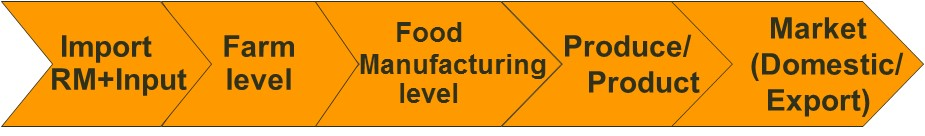 Import
RM+Input
Farm
level
Food
Manufacturing
level
Produce/
Product
Market
(Domestic/
Export)